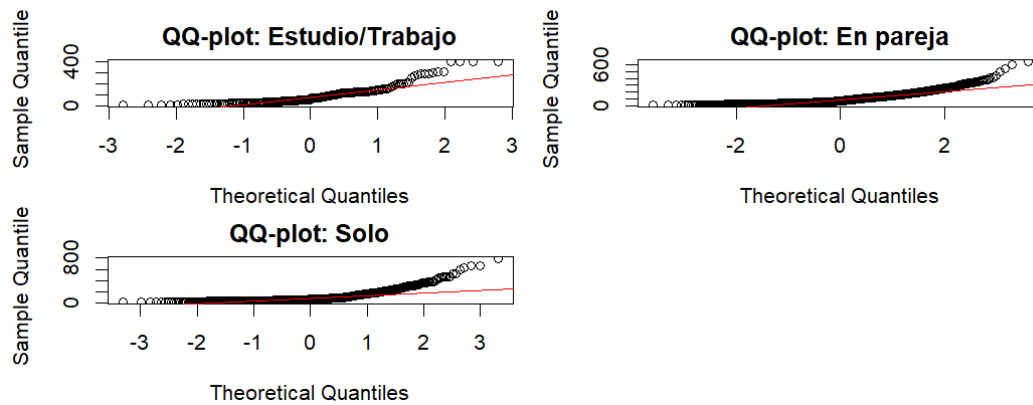 QQ-plot: Estudio/Trabajo
Sample Quantile
400
0
-3 -2 -1 0 1 2 3
Theoretical Quantiles
QQ-plot: En pareja
Sample Quantile
600
0
-2 0 2
Theoretical Quantiles
QQ-plot: Solo
Sample Quantile
800
0
-3 -2 -1 0 1 2 3
Theoretical Quantiles